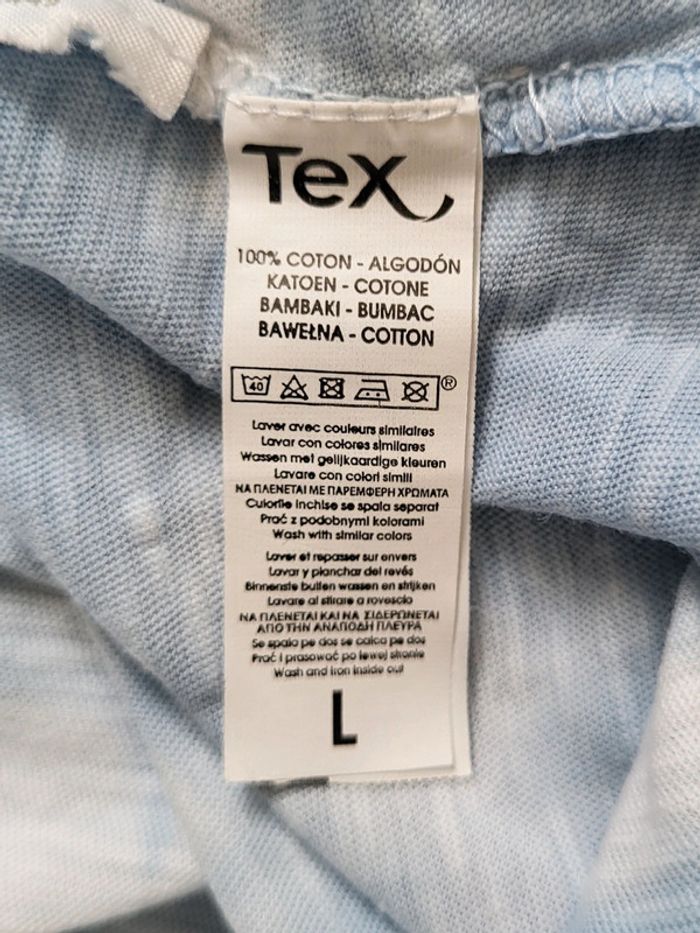 Tex
100% COTON - ALGODÓN
KATOEN - COTONE
BAMBAKI - BUMBAC
BAWEŁNA - COTTON
40
®
Laver avec couleurs similaires
Lavar con colores similares
Wassen met gelijkaardige kleuren
Lavare con colori simili
ΝΑ ΠΛΕΝΕΤΑΙ ΜΕ ΠΑΡΕΜΦΕΡΗ ΧΡΩΜΑΤΑ
Culorile inchise se spala separat
Prać z podobnymi kolorami
Wash with similar colors
Laver et repasser sur envers
Lavar y planchar del revés
Binnenste buiten wassen en strijken
Lavare al stirare a rovescio
ΝΑ ΠΛΕΝΕΤΑΙ ΚΑΙ ΝΑ ΣΙΔΕΡΩΝΕΤΑΙ
ΑΠΟ ΤΗΝ ΑΝΑΠΟΔΗ ΠΛΕΥΡΑ
Se spala pe dos se calca pe dos
Prać i prasować po lewej stronie
Wash and iron inside out
L